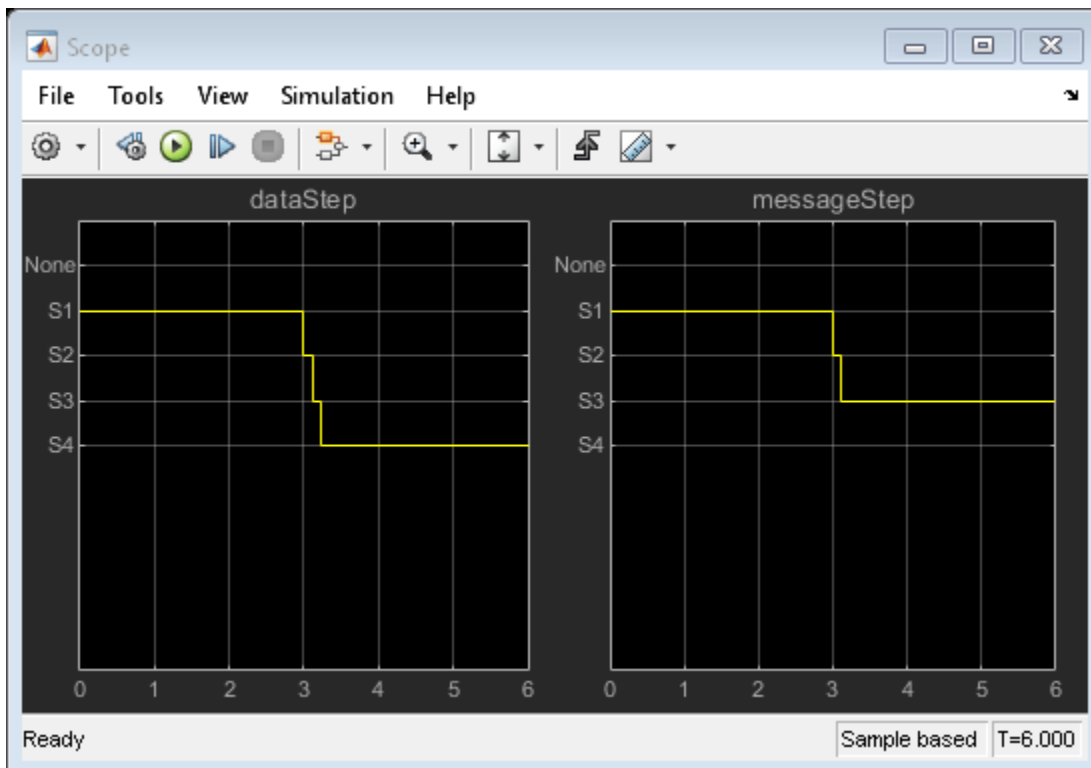 Scope
File Tools View Simulation Help
dataStep
None
S1
S2
S3
S4
0 1 2 3 4 5 6
messageStep
None
S1
S2
S3
S4
0 1 2 3 4 5 6
Ready
Sample based T=6.000